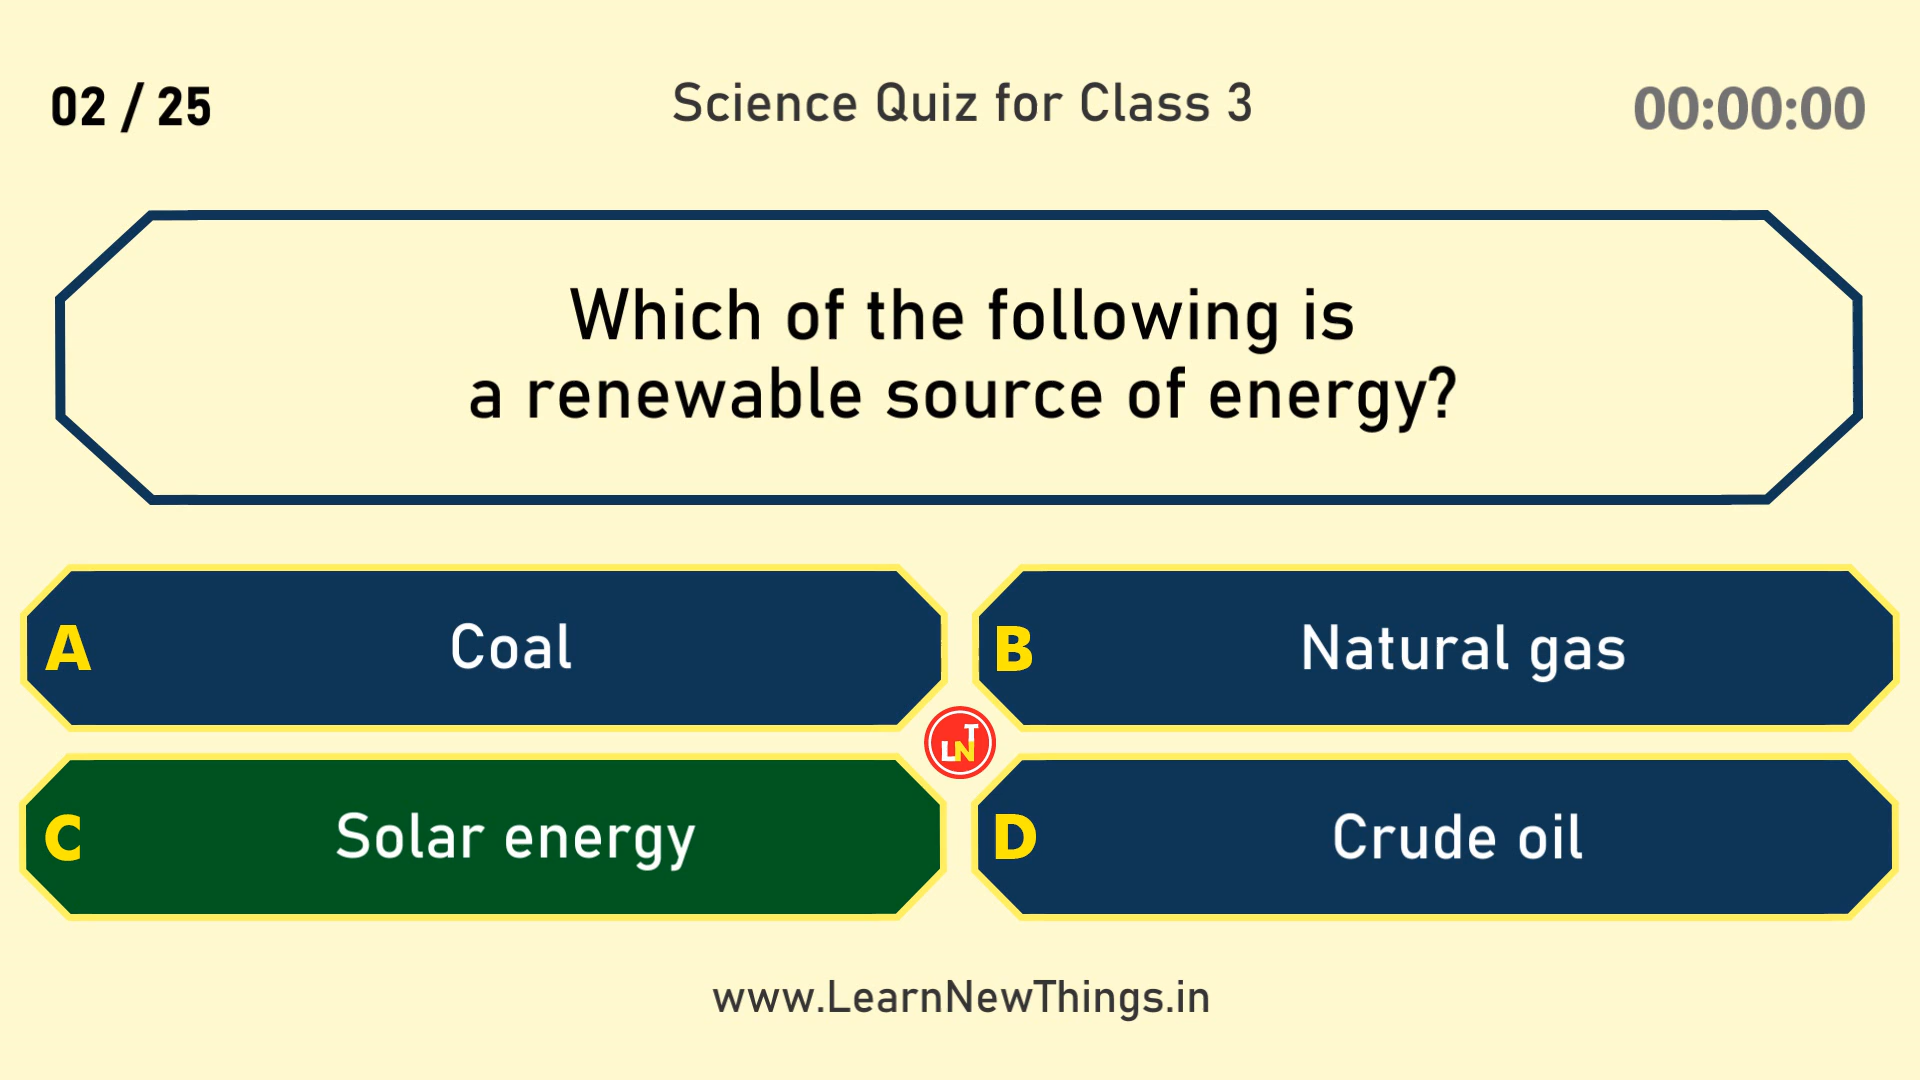 02 / 25
Science Quiz for Class 3
00:00:00
Which of the following is
a renewable source of energy?
A Coal
B Natural gas
LNT
C Solar energy
D Crude oil
www.LearnNewThings.in